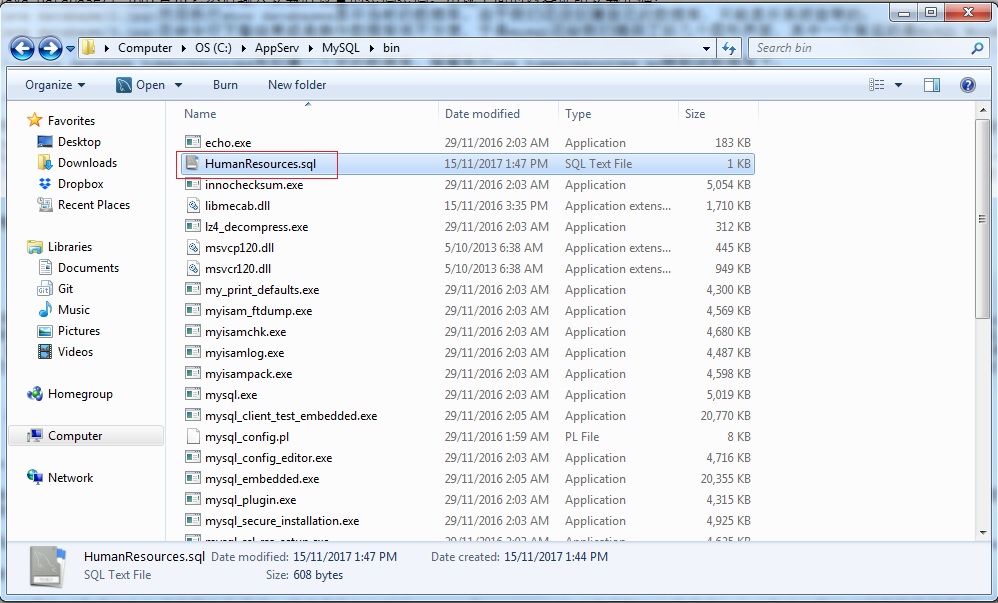 Computer OS (C:) AppServ MySQL bin Search bin
Organize Open Burn New folder
Name Date modified Type Size
Favorites
Desktop
Downloads
Dropbox
Recent Places
Libraries
Documents
Git
Music
Pictures
Videos
Homegroup
Computer
Network
echo.exe 29/11/2016 2:03 AM Application 183 KB
HumanResources.sql 15/11/2017 1:47 PM SQL Text File 1 KB
innochecksum.exe 29/11/2016 2:03 AM Application 5,054 KB
libmecab.dll 15/11/2016 3:35 PM Application extens... 1,710 KB
lz4_decompress.exe 29/11/2016 2:03 AM Application 312 KB
msvcp120.dll 5/10/2013 6:38 AM Application extens... 445 KB
msvcr120.dll 5/10/2013 6:38 AM Application extens... 949 KB
my_print_defaults.exe 29/11/2016 2:03 AM Application 4,300 KB
myisam_ftdump.exe 29/11/2016 2:03 AM Application 4,569 KB
myisamchk.exe 29/11/2016 2:03 AM Application 4,680 KB
myisamlog.exe 29/11/2016 2:03 AM Application 4,487 KB
myisampack.exe 29/11/2016 2:03 AM Application 4,598 KB
mysql.exe 29/11/2016 2:03 AM Application 5,019 KB
mysql_client_test_embedded.exe 29/11/2016 2:05 AM Application 20,770 KB
mysql_config.pl 29/11/2016 1:59 AM PL File 8 KB
mysql_config_editor.exe 29/11/2016 2:03 AM Application 4,716 KB
mysql_embedded.exe 29/11/2016 2:05 AM Application 20,355 KB
mysql_plugin.exe 29/11/2016 2:03 AM Application 4,315 KB
mysql_secure_installation.exe 29/11/2016 2:03 AM Application 4,925 KB
HumanResources.sql Date modified: 15/11/2017 1:47 PM Date created: 15/11/2017 1:44 PM
SQL Text File Size: 608 bytes